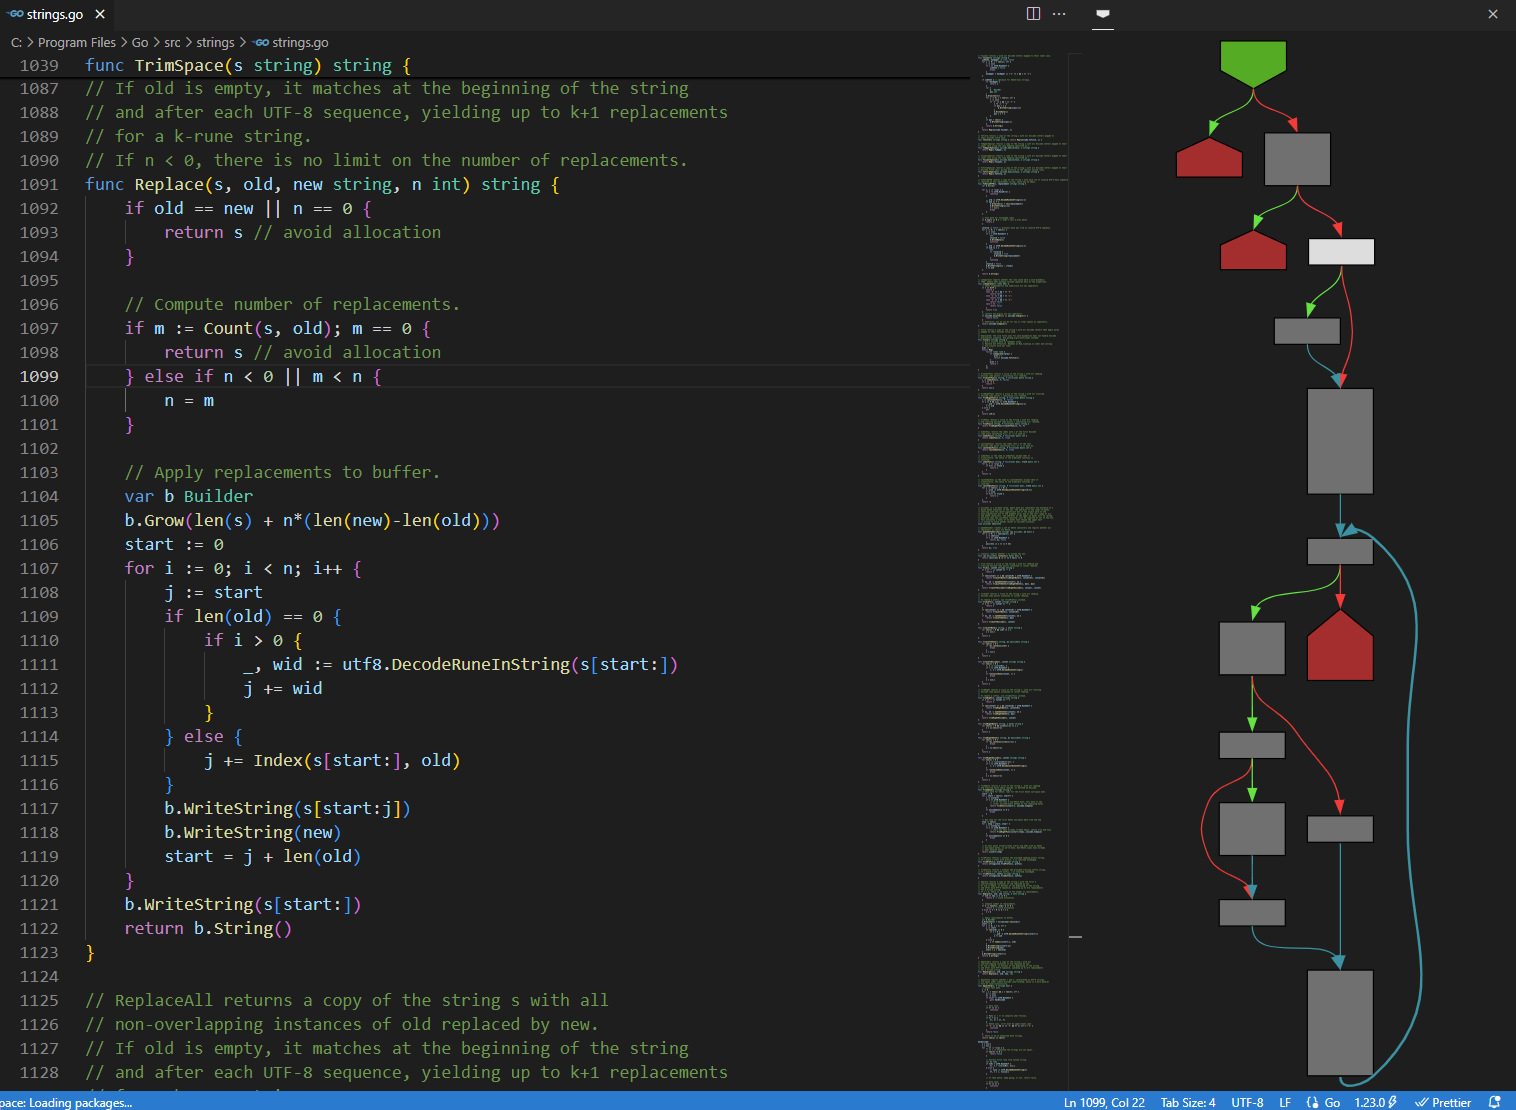 GO strings.go ×
C: > Program Files > Go > src > strings > GO strings.go
1039 func TrimSpace(s string) string {
1087 // If old is empty, it matches at the beginning of the string
1088 // and after each UTF-8 sequence, yielding up to k+1 replacements
1089 // for a k-rune string.
1090 // If n < 0, there is no limit on the number of replacements.
1091 func Replace(s, old, new string, n int) string {
1092     if old == new || n == 0 {
1093         return s // avoid allocation
1094     }
1095
1096     // Compute number of replacements.
1097     if m := Count(s, old); m == 0 {
1098         return s // avoid allocation
1099     } else if n < 0 || m < n {
1100         n = m
1101     }
1102
1103     // Apply replacements to buffer.
1104     var b Builder
1105     b.Grow(len(s) + n*(len(new)-len(old)))
1106     start := 0
1107     for i := 0; i < n; i++ {
1108         j := start
1109         if len(old) == 0 {
1110             if i > 0 {
1111                 _, wid := utf8.DecodeRuneInString(s[start:])
1112                 j += wid
1113             }
1114         } else {
1115             j += Index(s[start:], old)
1116         }
1117         b.WriteString(s[start:j])
1118         b.WriteString(new)
1119         start = j + len(old)
1120     }
1121     b.WriteString(s[start:])
1122     return b.String()
1123 }
1124
1125 // ReplaceAll returns a copy of the string s with all
1126 // non-overlapping instances of old replaced by new.
1127 // If old is empty, it matches at the beginning of the string
1128 // and after each UTF-8 sequence, yielding up to k+1 replacements
pace: Loading packages... Ln 1099, Col 22 Tab Size: 4 UTF-8 LF Go 1.23.0 Prettier